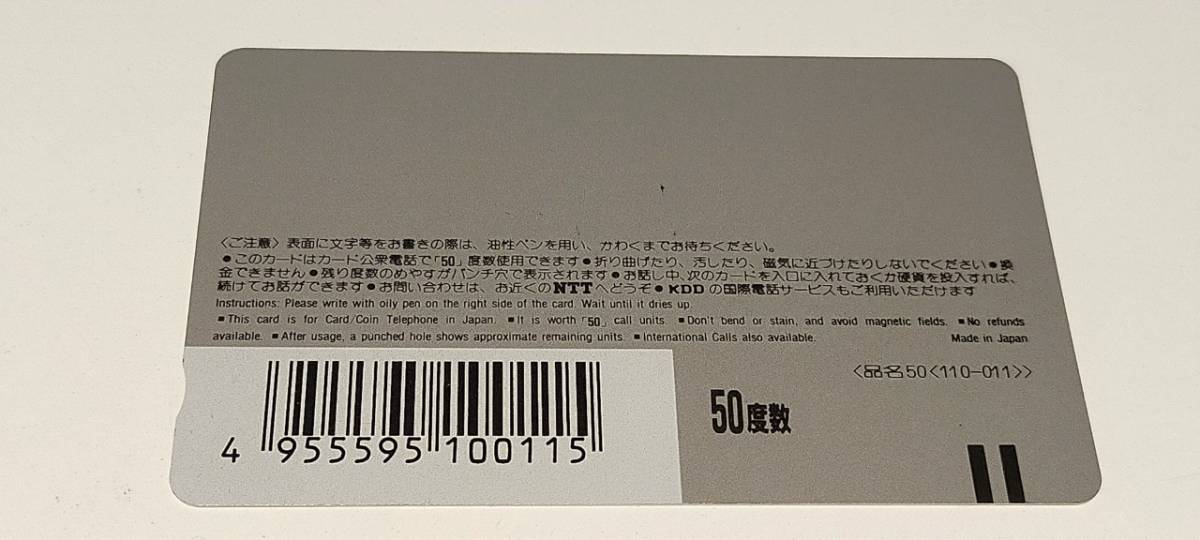 〈ご注意〉表面に文字等をお書きの際は、油性ペンを用い、かわくまでお待ちください。
●このカードはカード公衆電話で「50」度数使用できます●折り曲げたり、汚したり、磁気に近づけたりしないでください●換
金できません●残り度数のめやすがパンチ穴で表示されます●お話し中、次のカードを入口に入れておくか硬貨を投入すれば、
続けてお話ができます●お問い合わせは、お近くのNTTへどうぞ●KDDの国際電話サービスもご利用いただけます
Instructions: Please write with oily pen on the right side of the card. Wait until it dries up.
■This card is for Card/Coin Telephone in Japan. ■It is worth「50」call units. ■Don't bend or stain, and avoid magnetic fields. ■No refunds
available. ■After usage, a punched hole shows approximate remaining units. ■International Calls also available. Made in Japan
〈品名50〈110-011〉〉
50度数
4 955595 100115